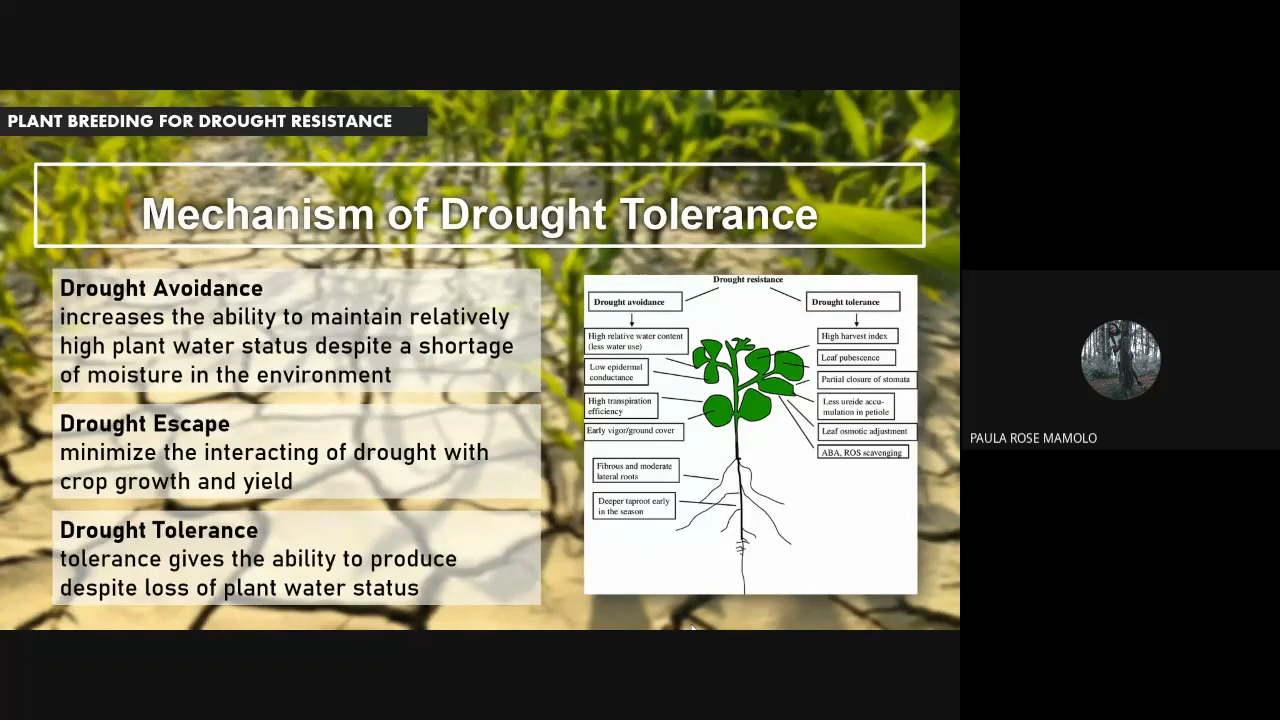 PLANT BREEDING FOR DROUGHT RESISTANCE
Mechanism of Drought Tolerance
Drought Avoidance
increases the ability to maintain relatively
high plant water status despite a shortage
of moisture in the environment
Drought Escape
minimize the interacting of drought with
crop growth and yield
Drought Tolerance
tolerance gives the ability to produce
despite loss of plant water status
Drought resistance
Drought avoidance
High relative water content
(less water use)
Low epidermal
conductance
High transpiration
efficiency
Early vigor/ground cover
Fibrous and moderate
lateral roots
Deeper taproot early
in the season
Drought tolerance
High harvest index
Leaf pubescence
Partial closure of stomata
Less ureide accu-
mulation in petiole
Leaf osmotic adjustment
ABA, ROS scavenging
PAULA ROSE MAMOLO